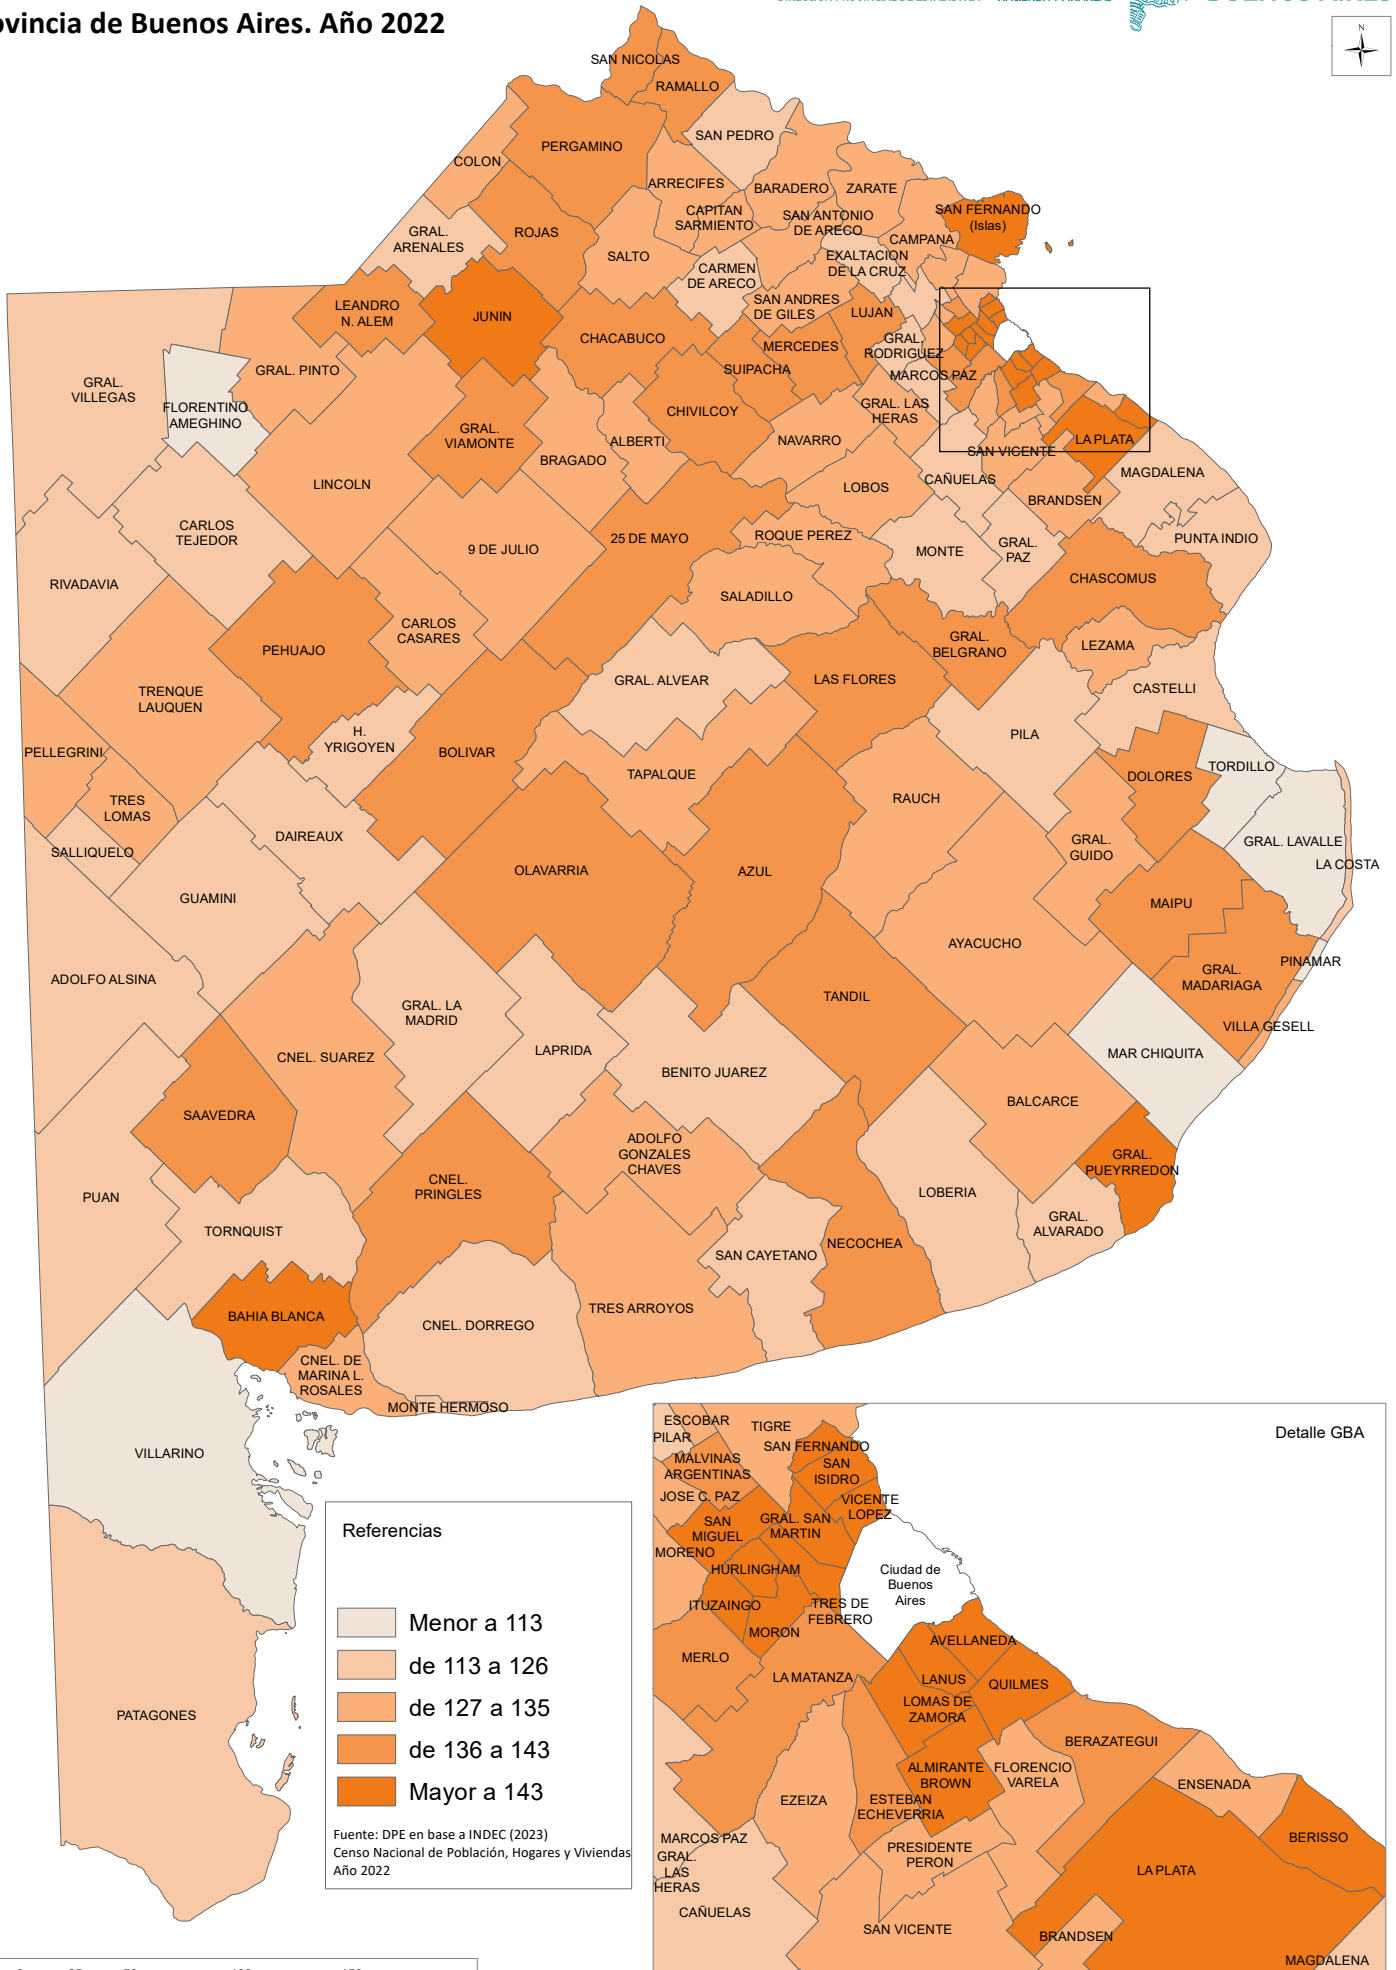 ovincia de Buenos Aires. Año 2022
N
SAN NICOLAS
RAMALLO
SAN PEDRO
PERGAMINO
COLON
ARRECIFES
BARADERO
ZARATE
CAPITAN
SARMIENTO
SAN ANTONIO
DE ARECO
SAN FERNANDO
(Islas)
GRAL.
ARENALES
ROJAS
SALTO
CAMPANA
EXALTACION
DE LA CRUZ
CARMEN
DE ARECO
SAN ANDRES
DE GILES
LUJAN
LEANDRO
N. ALEM
JUNIN
CHACABUCO
MERCEDES
GRAL.
RODRIGUEZ
SUIPACHA
MARCOS PAZ
GRAL.
VILLEGAS
GRAL. PINTO
FLORENTINO
AMEGHINO
CHIVILCOY
GRAL. LAS
HERAS
GRAL.
VIAMONTE
ALBERTI
NAVARRO
LA PLATA
BRAGADO
SAN VICENTE
LINCOLN
LOBOS
CAÑUELAS
MAGDALENA
BRANDSEN
CARLOS
TEJEDOR
9 DE JULIO
25 DE MAYO
ROQUE PEREZ
MONTE
GRAL.
PAZ
PUNTA INDIO
RIVADAVIA
CHASCOMUS
SALADILLO
CARLOS
CASARES
PEHUAJO
GRAL.
BELGRANO
LEZAMA
TRENQUE
LAUQUEN
GRAL. ALVEAR
LAS FLORES
CASTELLI
PELLEGRINI
H.
YRIGOYEN
BOLIVAR
PILA
TAPALQUE
DOLORES
TORDILLO
TRES
LOMAS
RAUCH
SALLIQUELO
DAIREAUX
GRAL.
GUIDO
GRAL. LAVALLE
LA COSTA
OLAVARRIA
AZUL
GUAMINI
MAIPU
AYACUCHO
ADOLFO ALSINA
PINAMAR
GRAL.
MADARIAGA
TANDIL
GRAL. LA
MADRID
VILLA GESELL
CNEL. SUAREZ
LAPRIDA
MAR CHIQUITA
BENITO JUAREZ
BALCARCE
SAAVEDRA
ADOLFO
GONZALES
CHAVES
GRAL.
PUEYRREDON
CNEL.
PRINGLES
PUAN
LOBERIA
TORNQUIST
GRAL.
ALVARADO
SAN CAYETANO
NECOCHEA
BAHIA BLANCA
TRES ARROYOS
CNEL. DORREGO
CNEL. DE
MARINA L.
ROSALES
MONTE HERMOSO
VILLARINO
PATAGONES
Referencias
Menor a 113
de 113 a 126
de 127 a 135
de 136 a 143
Mayor a 143
Fuente: DPE en base a INDEC (2023)
Censo Nacional de Población, Hogares y Viviendas
Año 2022
Detalle GBA
ESCOBAR
TIGRE
PILAR
SAN FERNANDO
MALVINAS
ARGENTINAS
SAN
ISIDRO
JOSE C. PAZ
VICENTE
LOPEZ
SAN
MIGUEL
GRAL. SAN
MARTIN
MORENO
HURLINGHAM
Ciudad de
Buenos
Aires
ITUZAINGO
TRES DE
FEBRERO
MORON
AVELLANEDA
MERLO
LA MATANZA
LANUS
QUILMES
LOMAS DE
ZAMORA
BERAZATEGUI
ALMIRANTE
BROWN
FLORENCIO
VARELA
ENSENADA
EZEIZA
ESTEBAN
ECHEVERRIA
BERISSO
MARCOS PAZ
GRAL.
LAS
HERAS
PRESIDENTE
PERON
LA PLATA
CAÑUELAS
SAN VICENTE
BRANDSEN
MAGDALENA